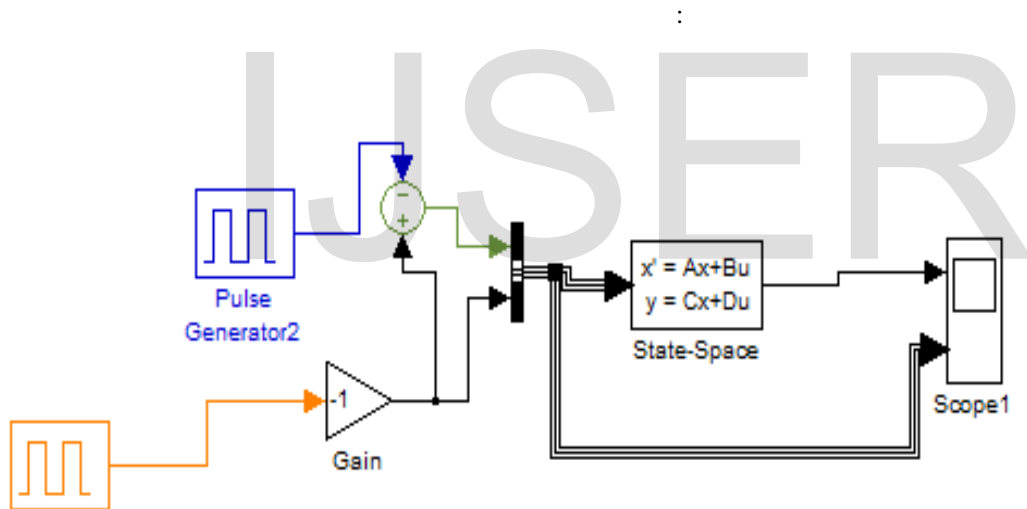 :
IJSER
−
+
Pulse
Generator2
-1
Gain
x' = Ax+Bu
y = Cx+Du
State-Space
Scope1